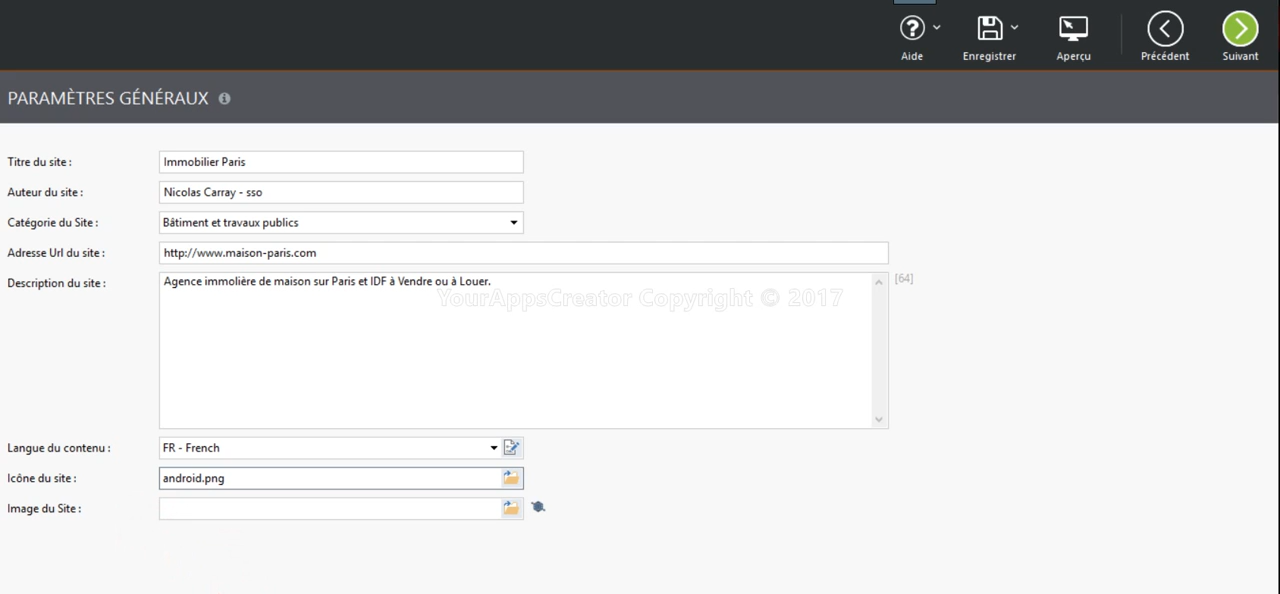 Aide
Enregistrer
Aperçu
Précédent
Suivant
PARAMÈTRES GÉNÉRAUX
Titre du site : Immobilier Paris
Auteur du site : Nicolas Carray - sso
Catégorie du Site : Bâtiment et travaux publics
Adresse Url du site : http://www.maison-paris.com
Description du site : Agence immolière de maison sur Paris et IDF à Vendre ou à Louer. [64]
YourAppsCreator Copyright © 2017
Langue du contenu : FR - French
Icône du site : android.png
Image du Site :